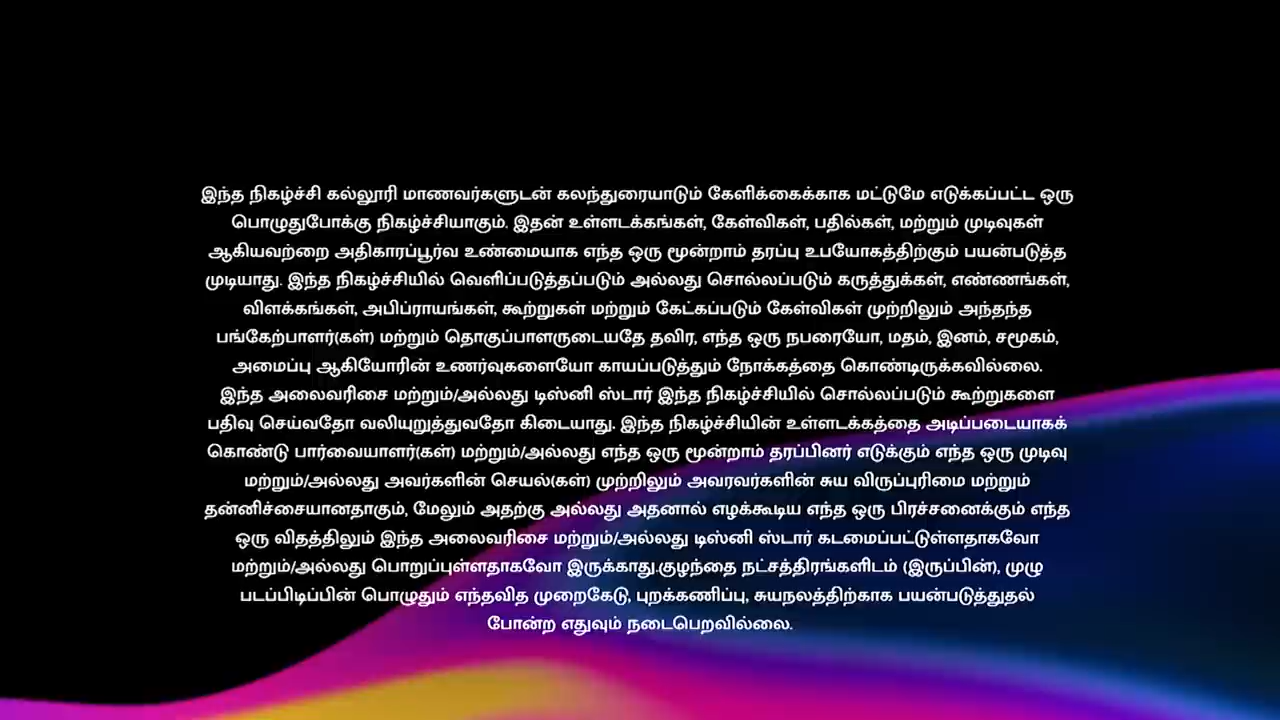 இந்த நிகழ்ச்சி கல்லூரி மாணவர்களுடன் கலந்துரையாடும் கேளிக்கைக்காக மட்டுமே எடுக்கப்பட்ட ஒரு
பொழுதுபோக்கு நிகழ்ச்சியாகும். இதன் உள்ளடக்கங்கள், கேள்விகள், பதில்கள், மற்றும் முடிவுகள்
ஆகியவற்றை அதிகாரப்பூர்வ உண்மையாக எந்த ஒரு மூன்றாம் தரப்பு உபயோகத்திற்கும் பயன்படுத்த
முடியாது. இந்த நிகழ்ச்சியில் வெளிப்படுத்தப்படும் அல்லது சொல்லப்படும் கருத்துக்கள், எண்ணங்கள்,
விளக்கங்கள், அபிப்ராயங்கள், கூற்றுகள் மற்றும் கேட்கப்படும் கேள்விகள் முற்றிலும் அந்தந்த
பங்கேற்பாளர்(கள்) மற்றும் தொகுப்பாளருடையதே தவிர, எந்த ஒரு நபரையோ, மதம், இனம், சமூகம்,
அமைப்பு ஆகியோரின் உணர்வுகளையோ காயப்படுத்தும் நோக்கத்தை கொண்டிருக்கவில்லை.
இந்த அலைவரிசை மற்றும்/அல்லது டிஸ்னி ஸ்டார் இந்த நிகழ்ச்சியில் சொல்லப்படும் கூற்றுகளை
பதிவு செய்வதோ வலியுறுத்துவதோ கிடையாது. இந்த நிகழ்ச்சியின் உள்ளடக்கத்தை அடிப்படையாகக்
கொண்டு பார்வையாளர்(கள்) மற்றும்/அல்லது எந்த ஒரு மூன்றாம் தரப்பினர் எடுக்கும் எந்த ஒரு முடிவு
மற்றும்/அல்லது அவர்களின் செயல்(கள்) முற்றிலும் அவரவர்களின் சுய விருப்புரிமை மற்றும்
தன்னிச்சையானதாகும், மேலும் அதற்கு அல்லது அதனால் எழக்கூடிய எந்த ஒரு பிரச்சனைக்கும் எந்த
ஒரு விதத்திலும் இந்த அலைவரிசை மற்றும்/அல்லது டிஸ்னி ஸ்டார் கடமைப்பட்டுள்ளதாகவோ
மற்றும்/அல்லது பொறுப்புள்ளதாகவோ இருக்காது.குழந்தை நட்சத்திரங்களிடம் (இருப்பின்), முழு
படப்பிடிப்பின் பொழுதும் எந்தவித முறைகேடு, புறக்கணிப்பு, சுயநலத்திற்காக பயன்படுத்துதல்
போன்ற எதுவும் நடைபெறவில்லை.